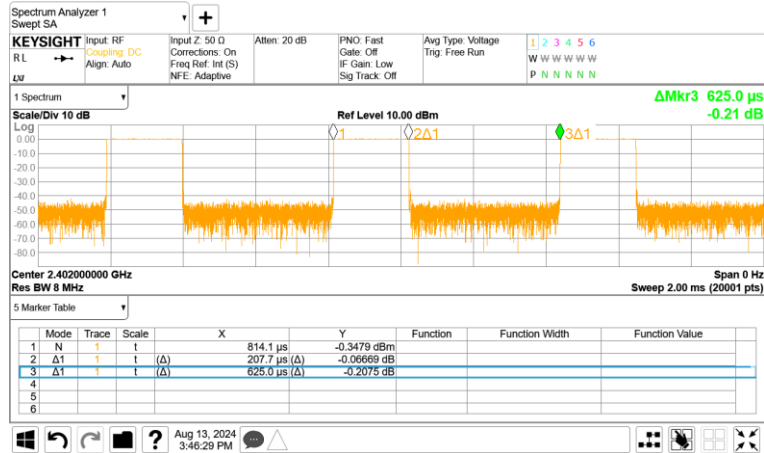 Spectrum Analyzer 1
Swept SA
KEYSIGHT Input: RF
R L Coupling: DC
Align: Auto
LXI
Input Z: 50 Ω
Corrections: On
Freq Ref: Int (S)
NFE: Adaptive
Atten: 20 dB
PNO: Fast
Gate: Off
IF Gain: Low
Sig Track: Off
Avg Type: Voltage
Trig: Free Run
1 2 3 4 5 6
W W W W W W
P N N N N N
1 Spectrum
ΔMkr3 625.0 μs
-0.21 dB
Scale/Div 10 dB
Ref Level 10.00 dBm
Log
1
2Δ1
3Δ1
0.00
-10.0
-20.0
-30.0
-40.0
-50.0
-60.0
-70.0
-80.0
Center 2.402000000 GHz
Span 0 Hz
Res BW 8 MHz
Sweep 2.00 ms (20001 pts)
5 Marker Table
Mode Trace Scale X Y Function Function Width Function Value
1 N 1 t 814.1 μs -0.3479 dBm
2 Δ1 1 t (Δ) 207.7 μs (Δ) -0.06669 dB
3 Δ1 1 t (Δ) 625.0 μs (Δ) -0.2075 dB
4
5
6
?
Aug 13, 2024
3:46:29 PM